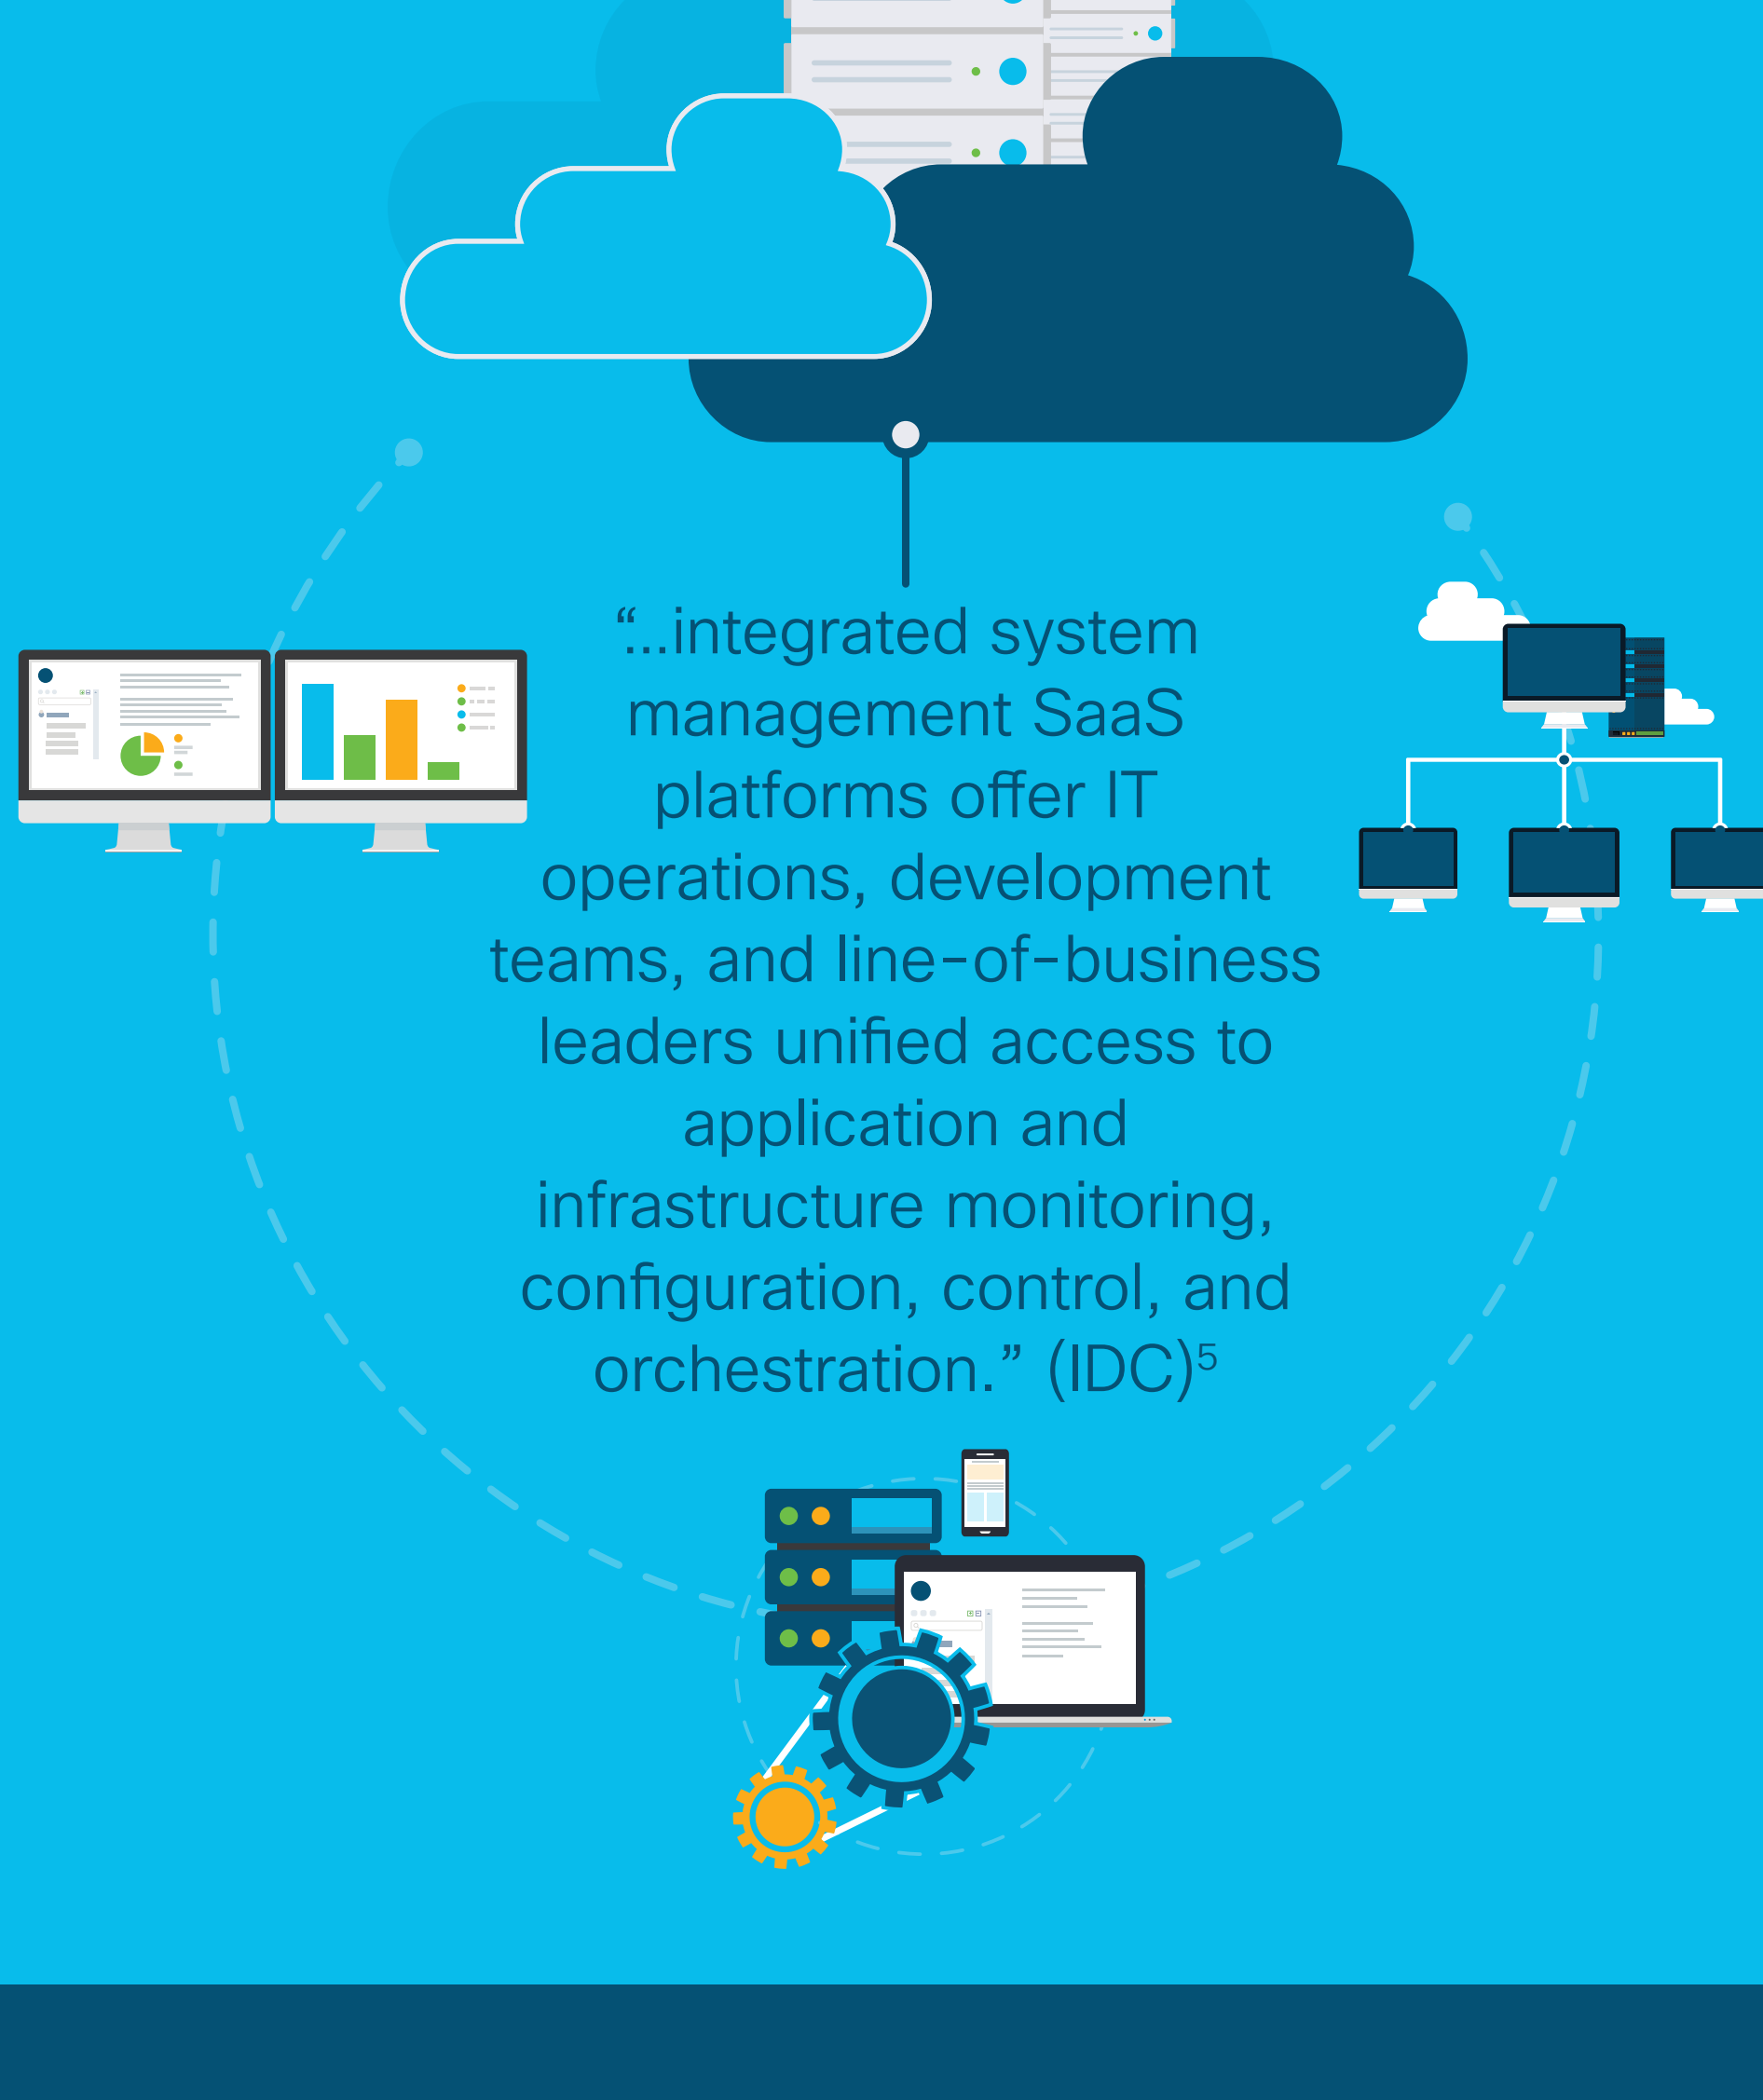 “...integrated system
management SaaS
platforms offer IT
operations, development
teams, and line-of-business
leaders unified access to
application and
infrastructure monitoring,
configuration, control, and
orchestration.” (IDC)⁵